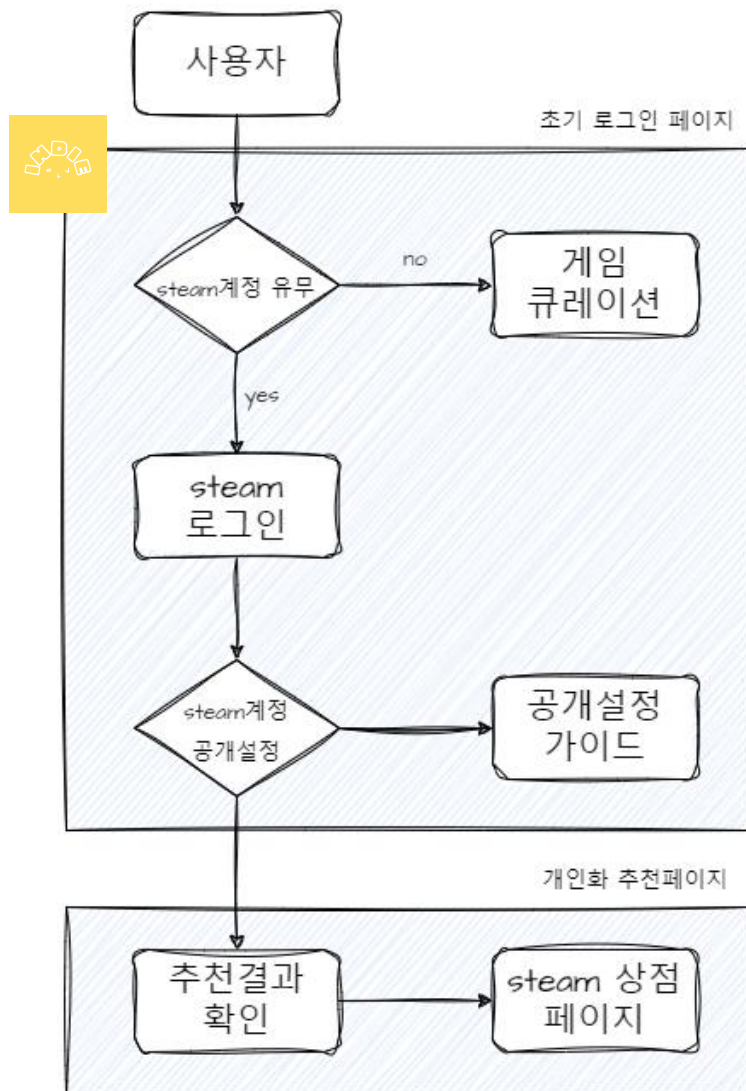 사용자
초기 로그인 페이지
IMDIE
steam계정 유무
no
게임
큐레이션
yes
steam
로그인
steam계정
공개설정
공개설정
가이드
개인화 추천페이지
추천결과
확인
steam 상점
페이지